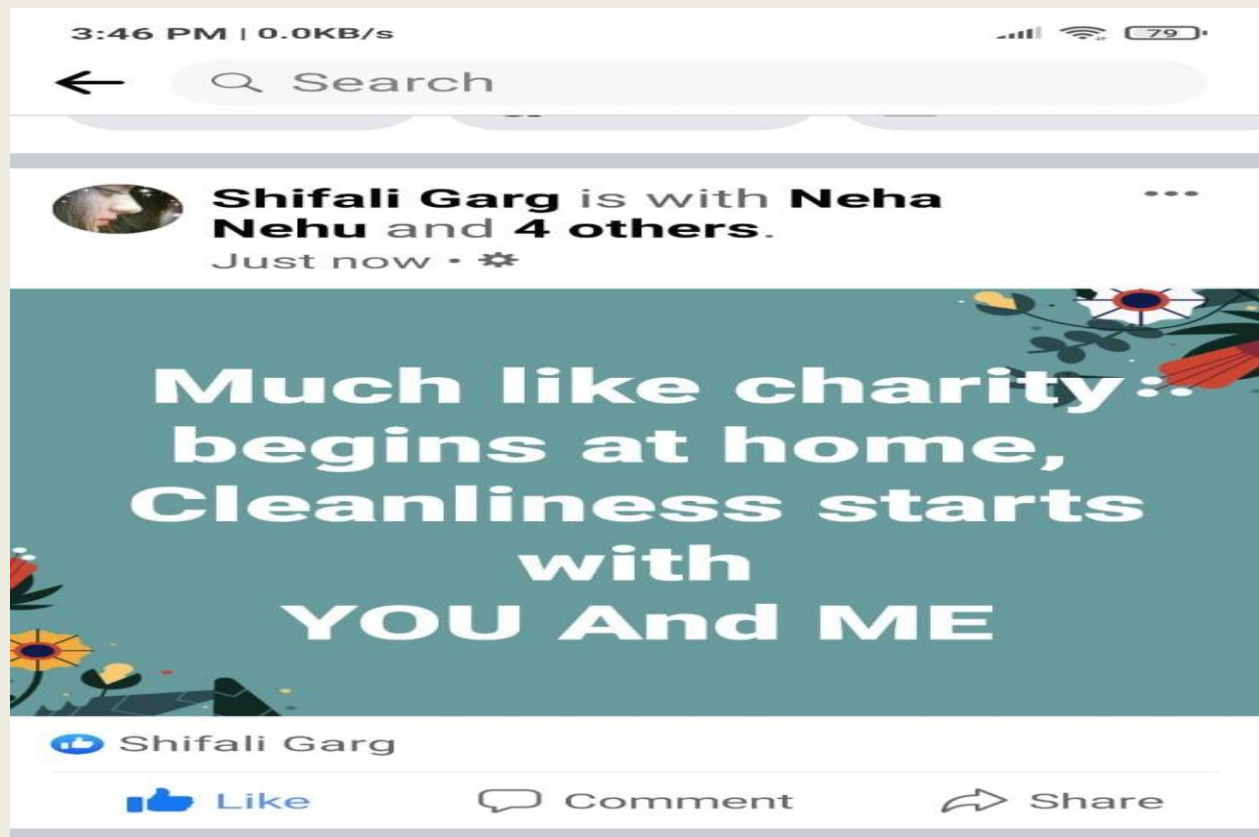 3:46 PM | 0.0KB/s 79
Search
Shifali Garg is with Neha
Nehu and 4 others.
Just now •
Much like charity
begins at home,
Cleanliness starts
with
YOU And ME
Shifali Garg
Like Comment Share